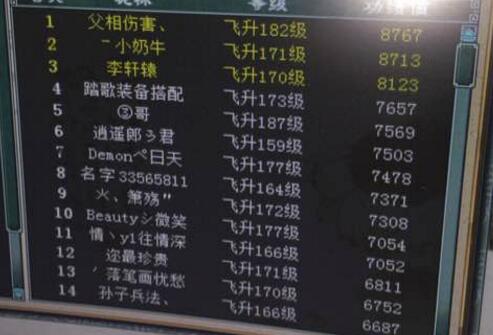 1 父相伤害、 飞升182级 8767
2 ˉ小奶牛 飞升171级 8713
3 李轩辕 飞升170级 8123
4 踏歌装备搭配 飞升173级 7657
5 ⑤哥 飞升187级 7569
6 逍遥郎ろ君 飞升159级 7503
7 Demonぺ日天 飞升177级 7478
8 名字33565811 飞升164级 7371
9 火、箫殇" 飞升172级 7308
10 Beautyシ微笑 飞升177级 7054
11 情丶yi往情深 飞升166级 7052
12 迩最珍贵 飞升171级 6811
13 ╯落笔画忧愁 飞升170级 6752
14 孙子兵法、 飞升166级 6687